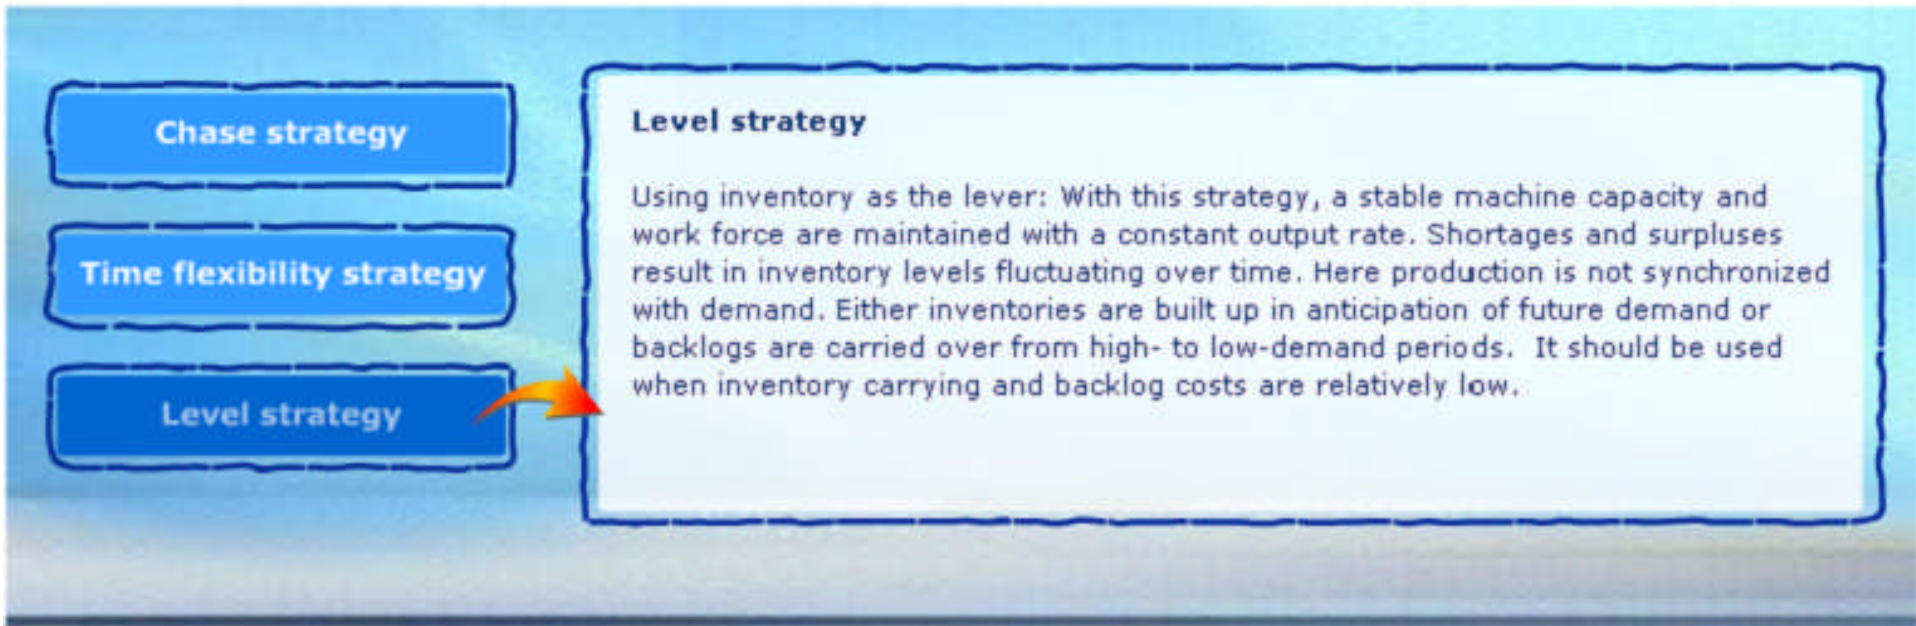 Chase strategy
Time flexibility strategy
Level strategy
Level strategy
Using inventory as the lever: With this strategy, a stable machine capacity and
work force are maintained with a constant output rate. Shortages and surpluses
result in inventory levels fluctuating over time. Here production is not synchronized
with demand. Either inventories are built up in anticipation of future demand or
backlogs are carried over from high- to low-demand periods.  It should be used
when inventory carrying and backlog costs are relatively low.